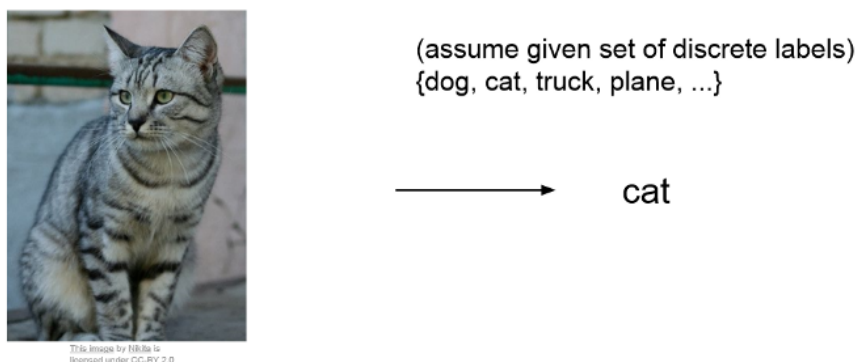 (assume given set of discrete labels)
{dog, cat, truck, plane, ...}
cat
This image by Nikita is
licensed under CC-BY 2.0